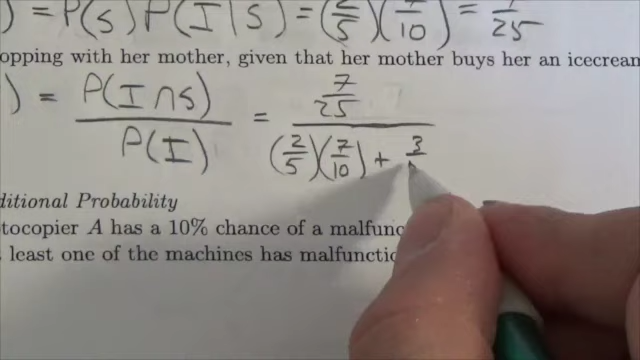 ) = P(s) P(I|s) = (2/5)(7/10) = 7/25
opping with her mother, given that her mother buys her an icecream
) = P(I∩s)/P(I) = 7/25 / (2/5)(7/10) + 3
ditional Probability
tocopier A has a 10% chance of a malfunc
least one of the machines has malfunctio